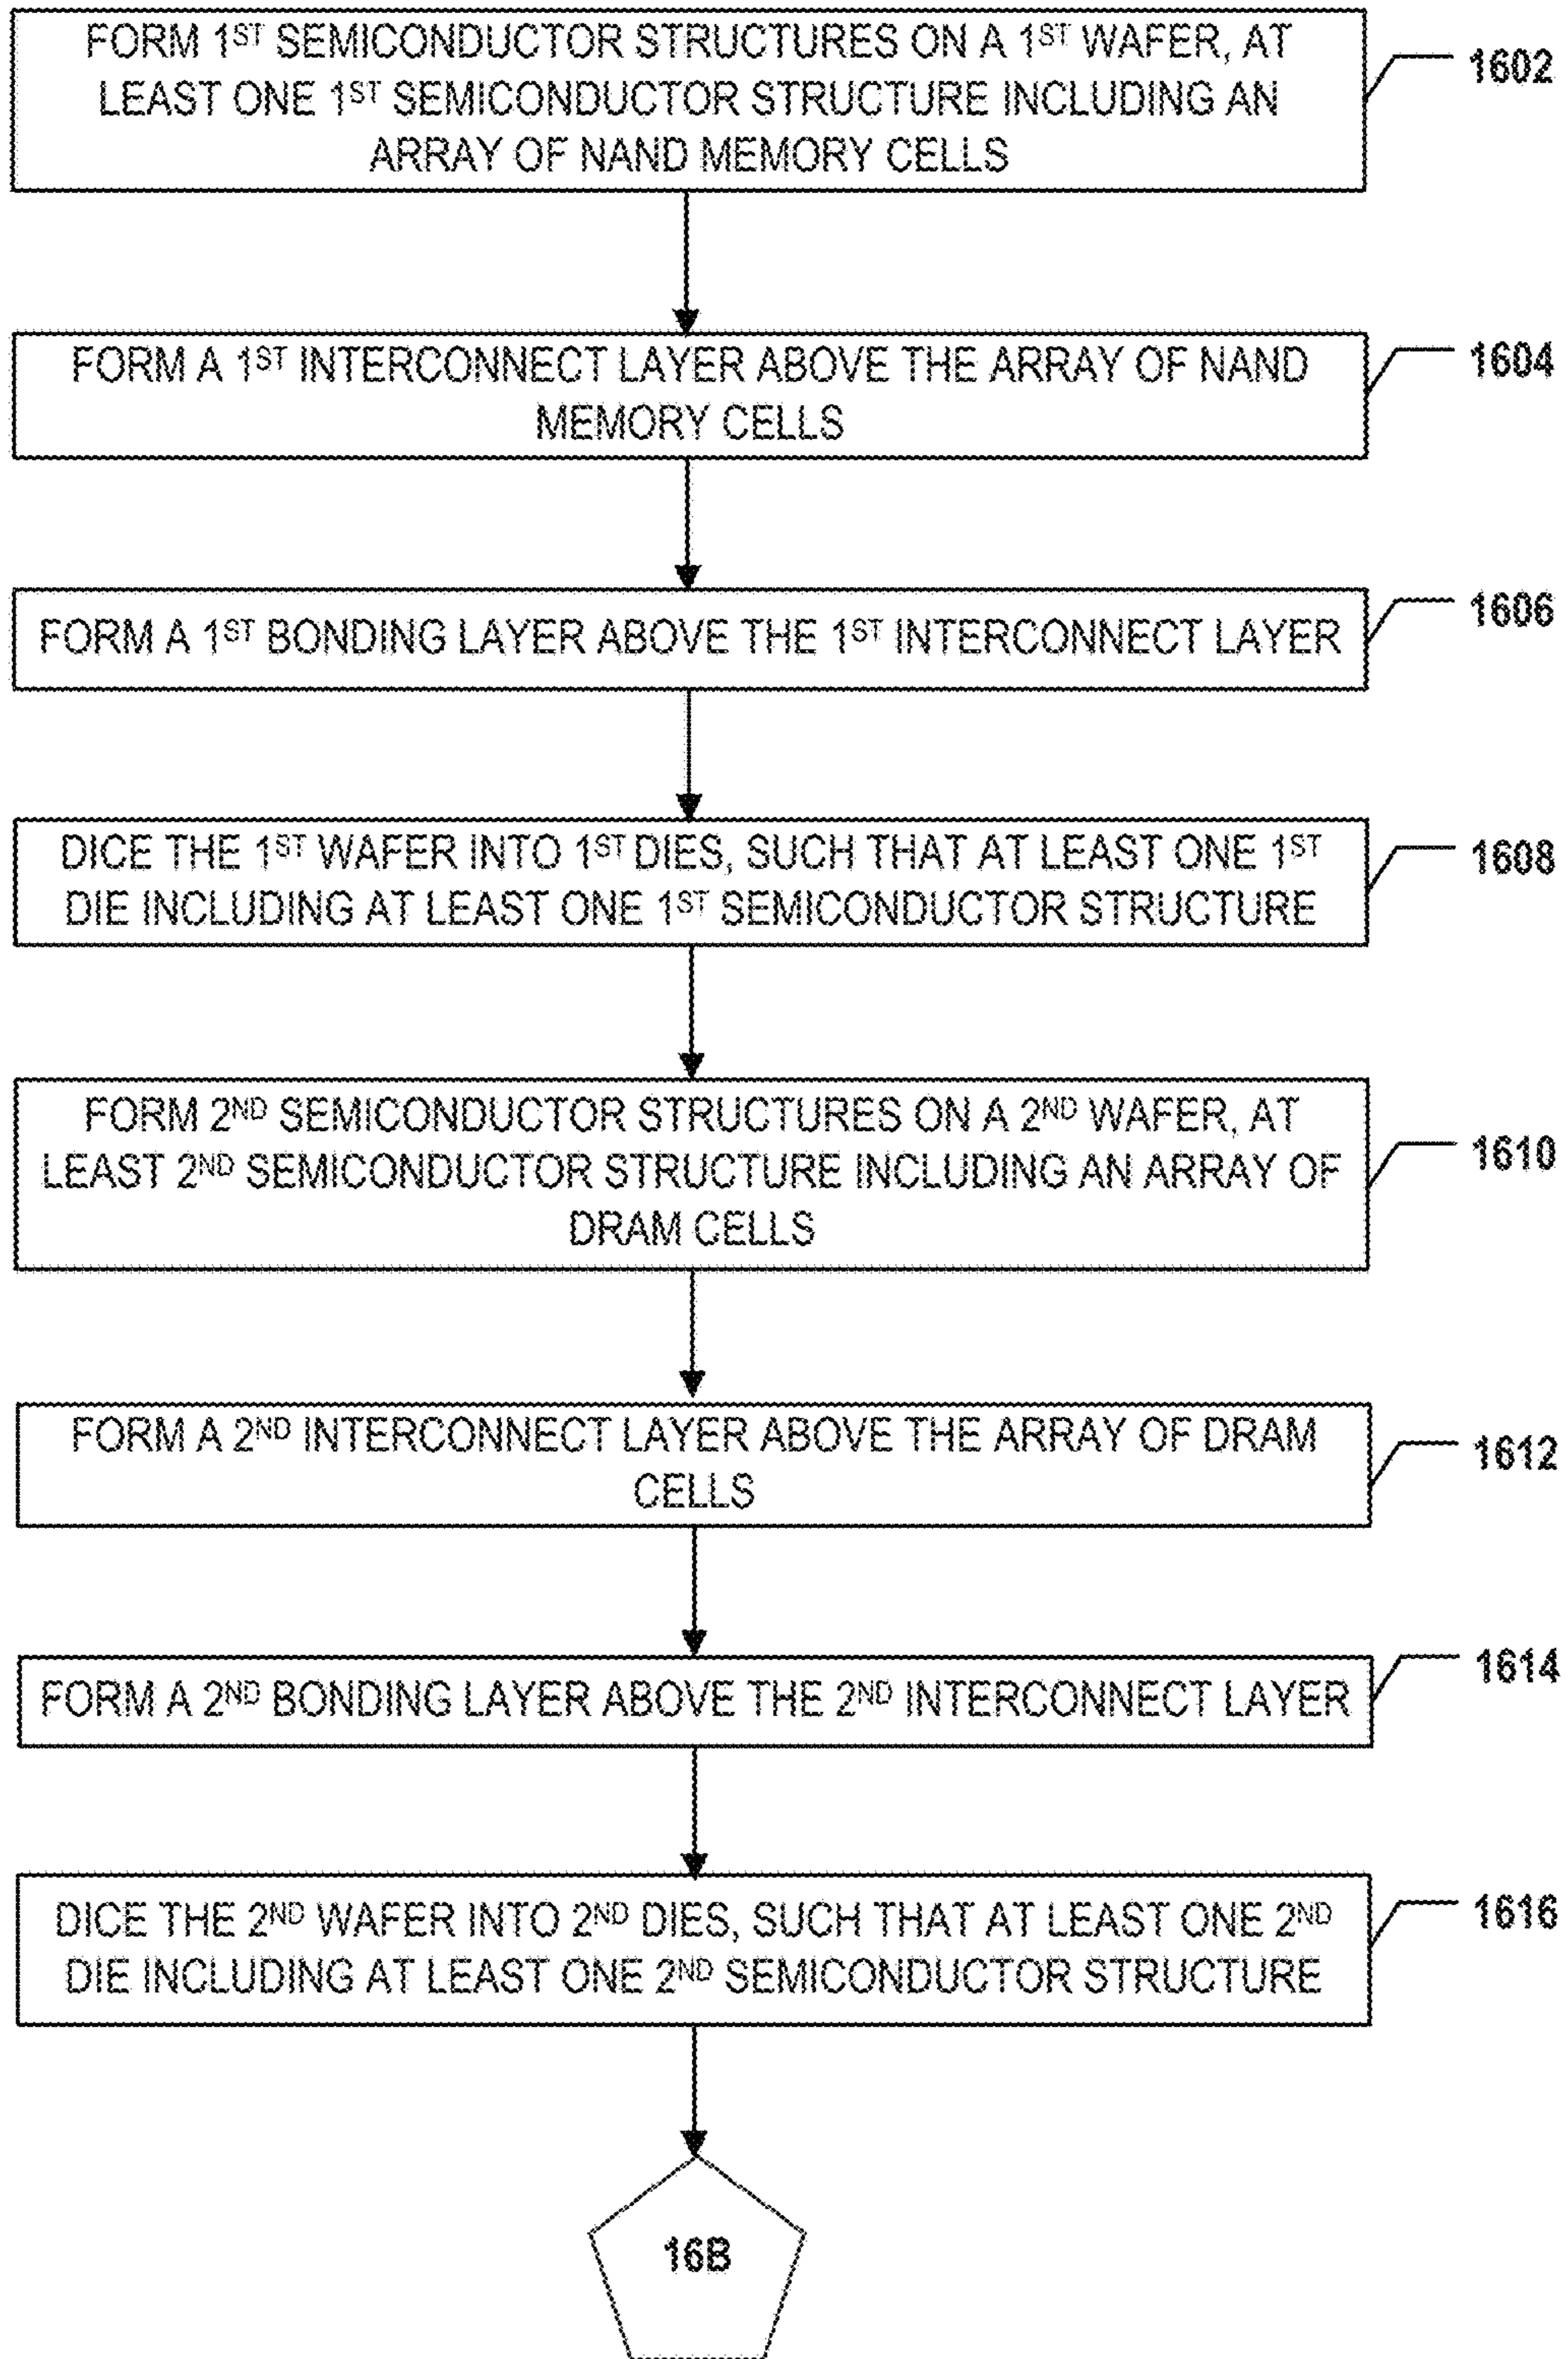 FORM 1ST SEMICONDUCTOR STRUCTURES ON A 1ST WAFER, AT
LEAST ONE 1ST SEMICONDUCTOR STRUCTURE INCLUDING AN
ARRAY OF NAND MEMORY CELLS
1602
FORM A 1ST INTERCONNECT LAYER ABOVE THE ARRAY OF NAND
MEMORY CELLS
1604
FORM A 1ST BONDING LAYER ABOVE THE 1ST INTERCONNECT LAYER
1606
DICE THE 1ST WAFER INTO 1ST DIES, SUCH THAT AT LEAST ONE 1ST
DIE INCLUDING AT LEAST ONE 1ST SEMICONDUCTOR STRUCTURE
1608
FORM 2ND SEMICONDUCTOR STRUCTURES ON A 2ND WAFER, AT
LEAST 2ND SEMICONDUCTOR STRUCTURE INCLUDING AN ARRAY OF
DRAM CELLS
1610
FORM A 2ND INTERCONNECT LAYER ABOVE THE ARRAY OF DRAM
CELLS
1612
FORM A 2ND BONDING LAYER ABOVE THE 2ND INTERCONNECT LAYER
1614
DICE THE 2ND WAFER INTO 2ND DIES, SUCH THAT AT LEAST ONE 2ND
DIE INCLUDING AT LEAST ONE 2ND SEMICONDUCTOR STRUCTURE
1616
16B